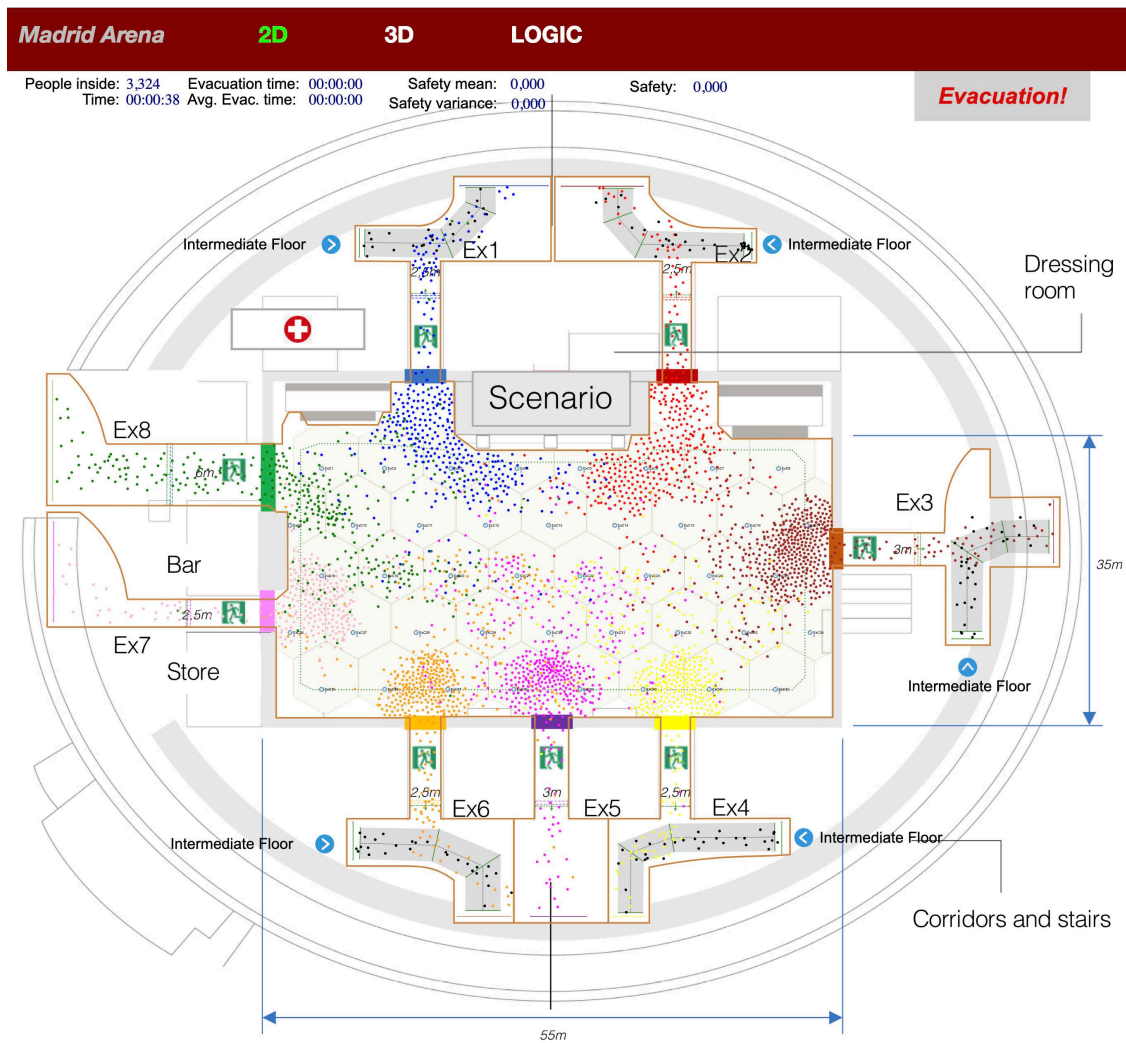 Madrid Arena 2D 3D LOGIC
People inside: 3,324 Evacuation time: 00:00:00 Safety mean: 0,000 Safety: 0,000
Time: 00:00:38 Avg. Evac. time: 00:00:00 Safety variance: 0,000
Evacuation!
Intermediate Floor
Ex1
Ex2
Intermediate Floor
2,5m
2,5m
Dressing
room
Scenario
Ex8
6m
Ex3
3m
35m
Bar
2,5m
Ex7
Store
Intermediate Floor
2,5m
3m
2,5m
Ex6
Ex5
Ex4
Intermediate Floor
Intermediate Floor
Corridors and stairs
55m